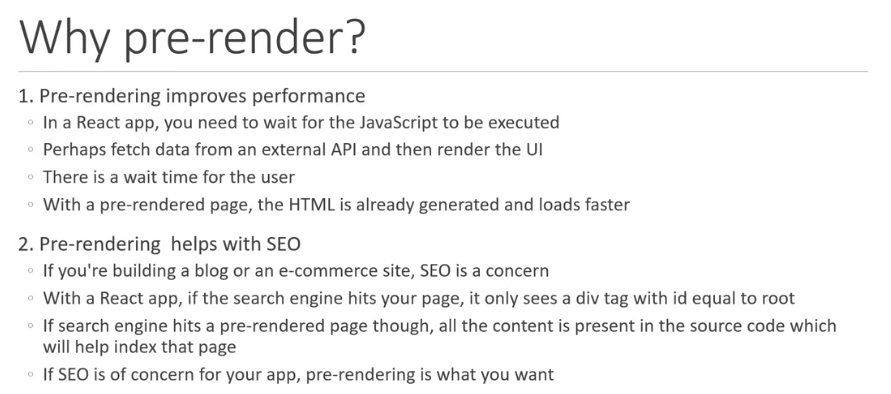 Why pre-render?
1. Pre-rendering improves performance
◦ In a React app, you need to wait for the JavaScript to be executed
◦ Perhaps fetch data from an external API and then render the UI
◦ There is a wait time for the user
◦ With a pre-rendered page, the HTML is already generated and loads faster
2. Pre-rendering  helps with SEO
◦ If you're building a blog or an e-commerce site, SEO is a concern
◦ With a React app, if the search engine hits your page, it only sees a div tag with id equal to root
◦ If search engine hits a pre-rendered page though, all the content is present in the source code which
will help index that page
◦ If SEO is of concern for your app, pre-rendering is what you want